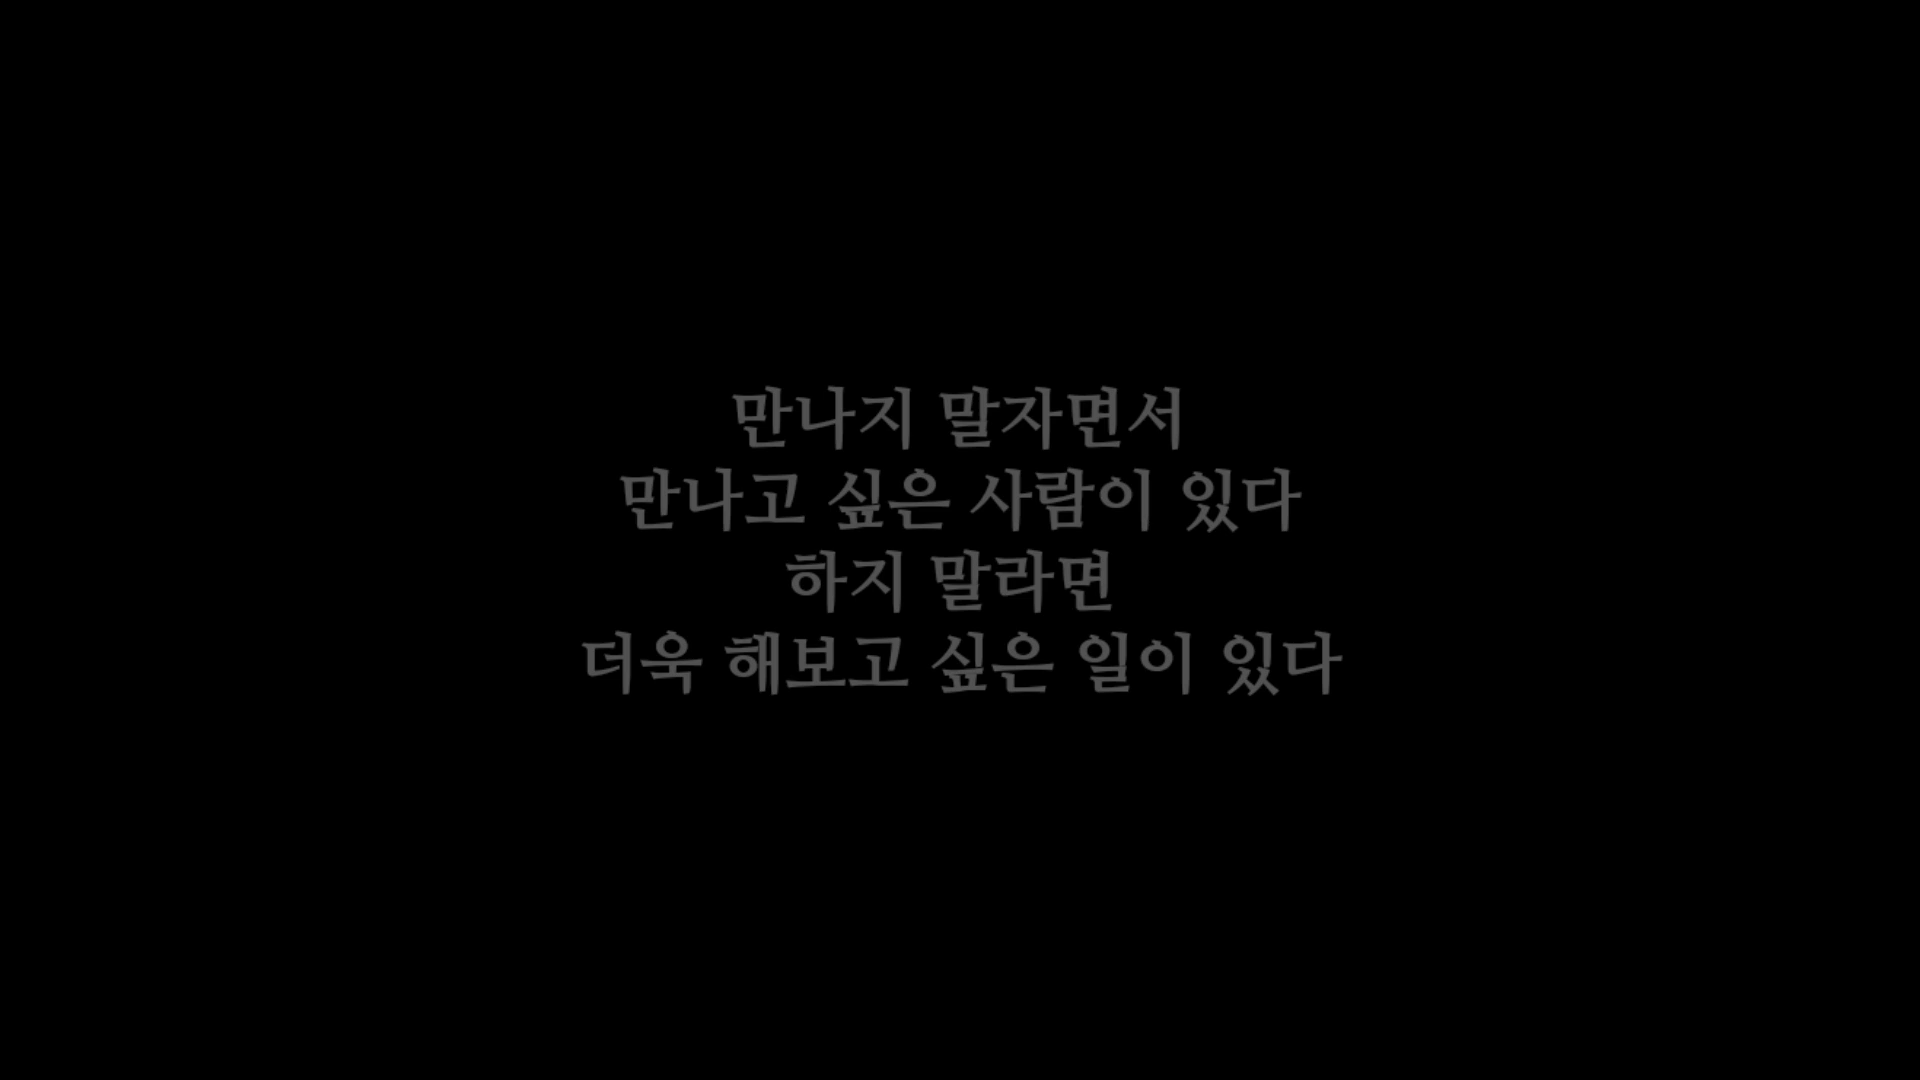 만나지 말자면서
만나고 싶은 사람이 있다
하지 말라면
더욱 해보고 싶은 일이 있다